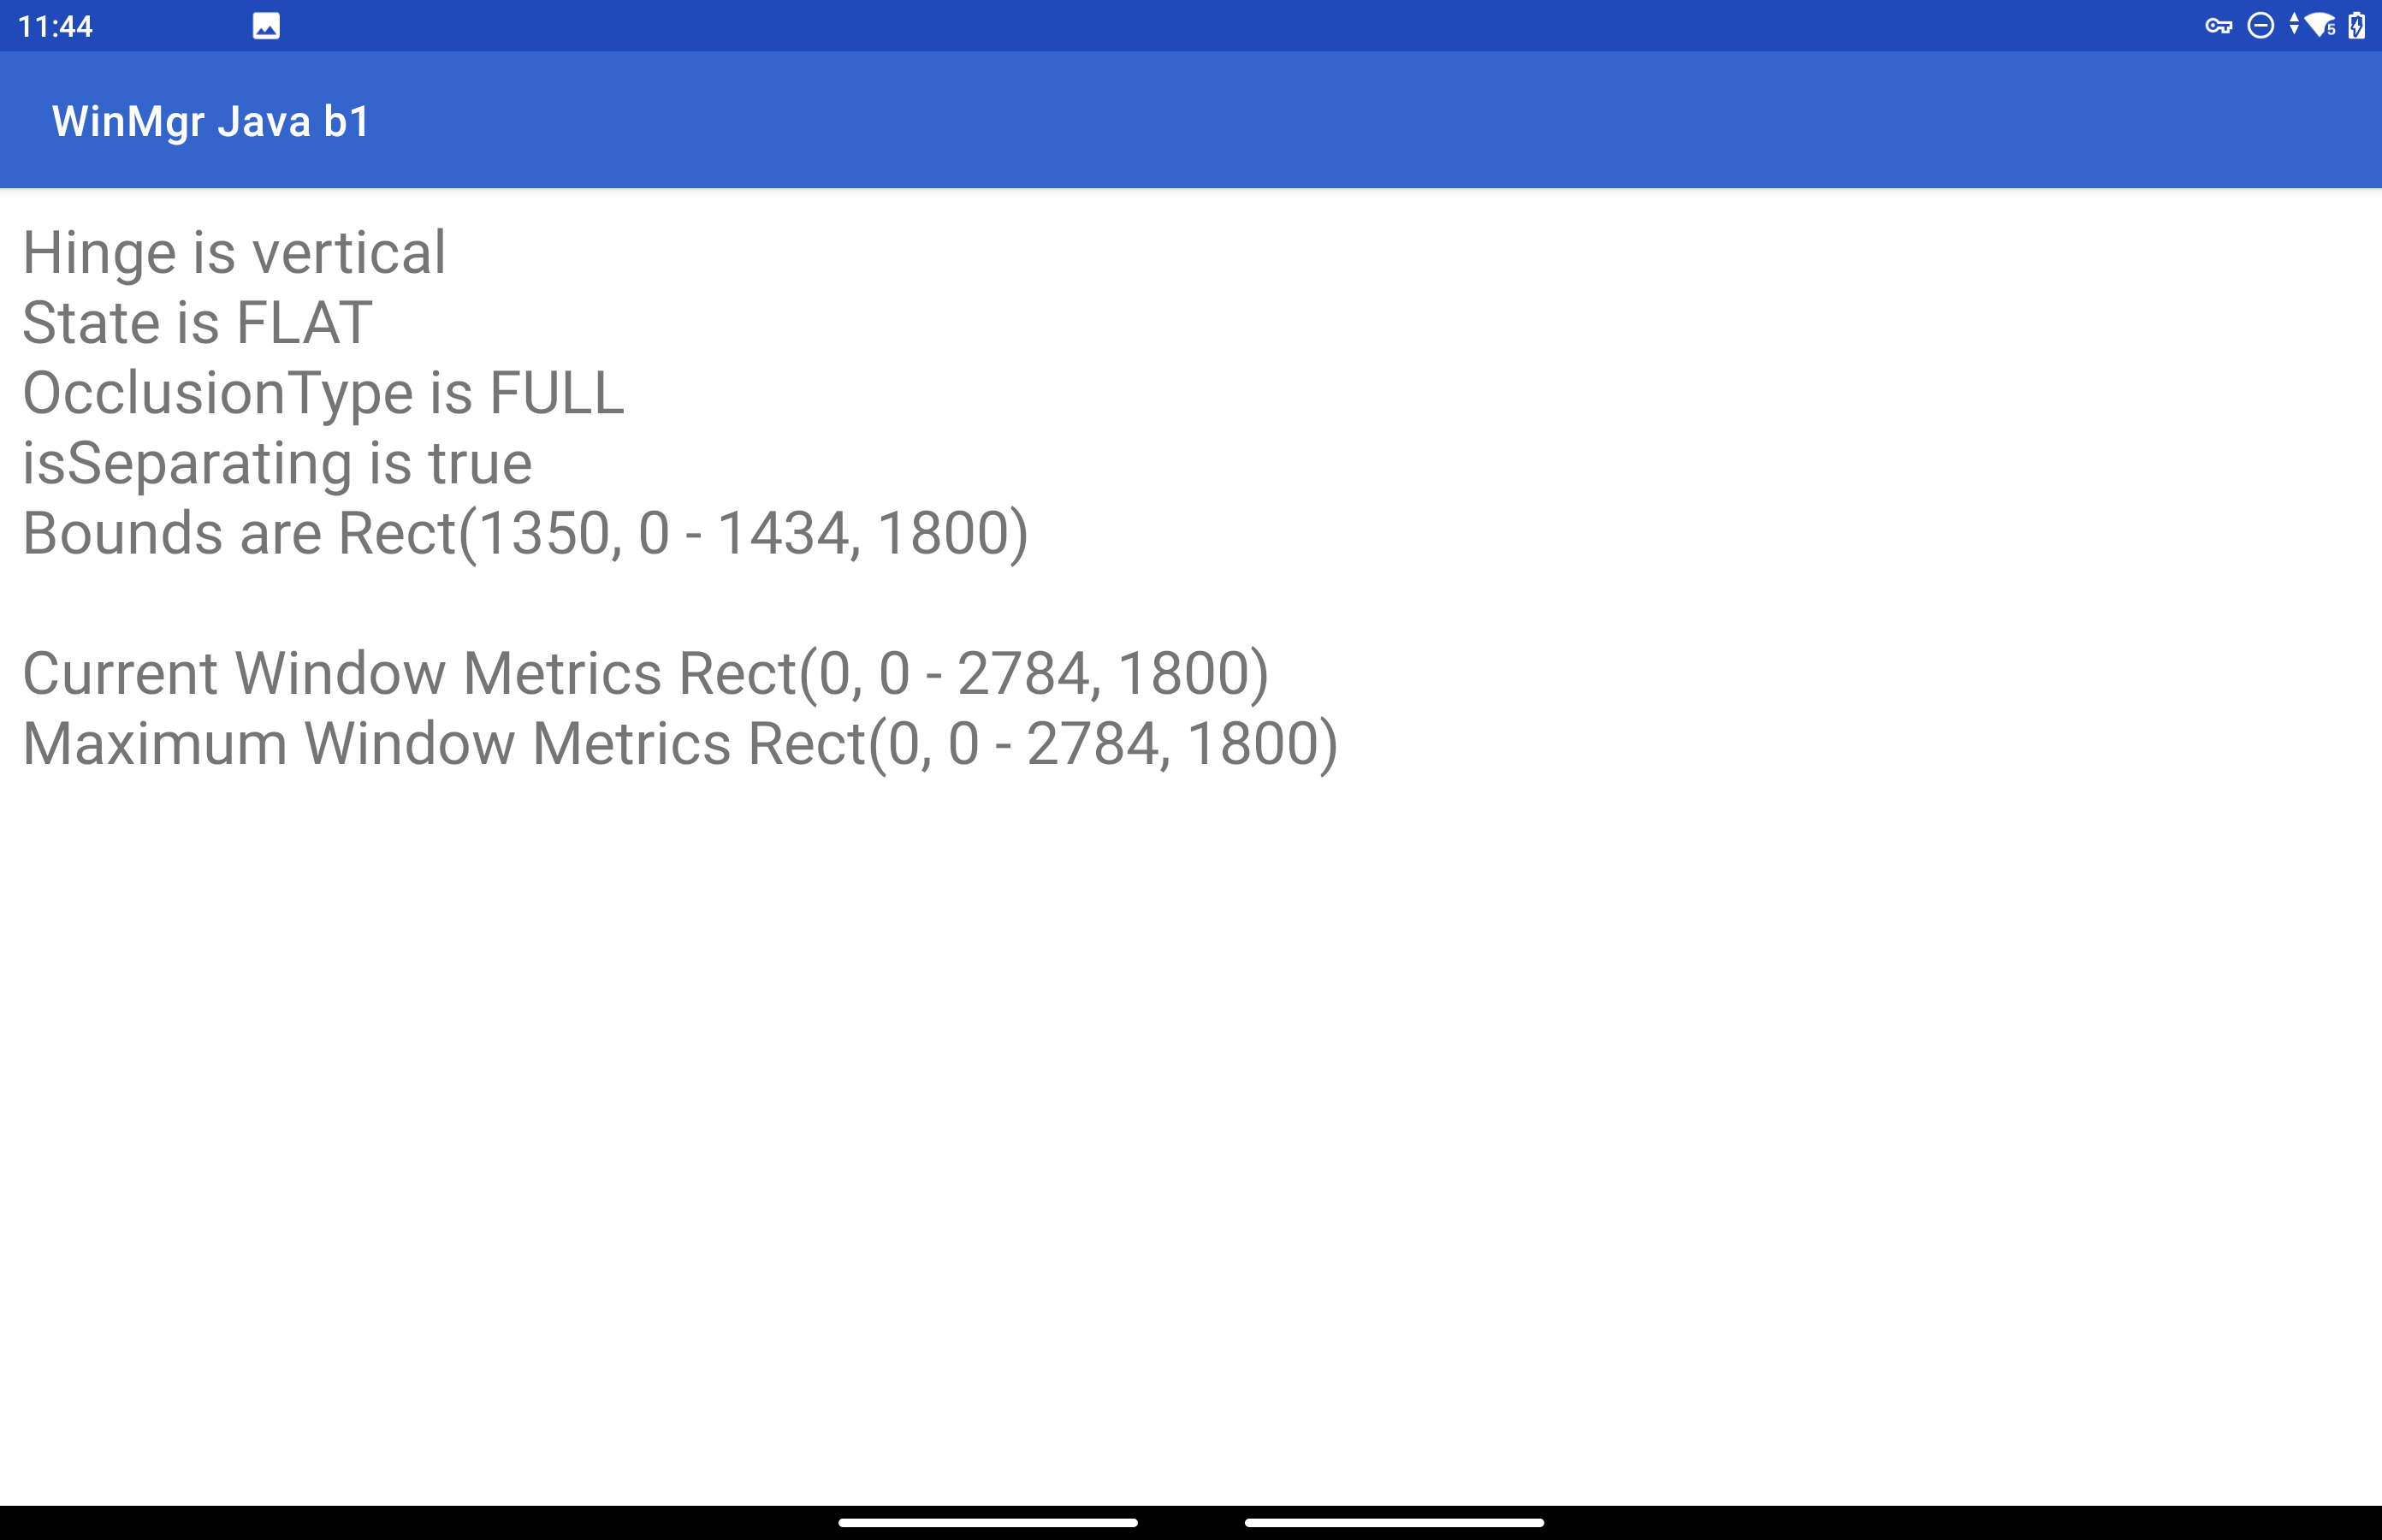 11:44
5
WinMgr Java b1
Hinge is vertical
State is FLAT
OcclusionType is FULL
isSeparating is true
Bounds are Rect(1350, 0 - 1434, 1800)
Current Window Metrics Rect(0, 0 - 2784, 1800)
Maximum Window Metrics Rect(0, 0 - 2784, 1800)